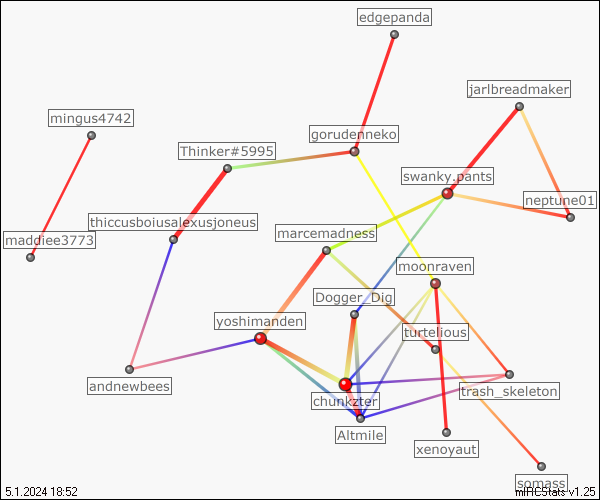 edgepanda
jarlbreadmaker
mingus4742
gorudenneko
Thinker#5995
swanky.pants
neptune01
thiccusboiusalexusjoneus
maddiee3773
marcemadness
moonraven
Dogger_Dig
yoshimanden
turtelious
andnewbees
chunkzter
trash_skeleton
Altmile
xenoyaut
somass
5.1.2024 18:52
mIRCStats v1.25